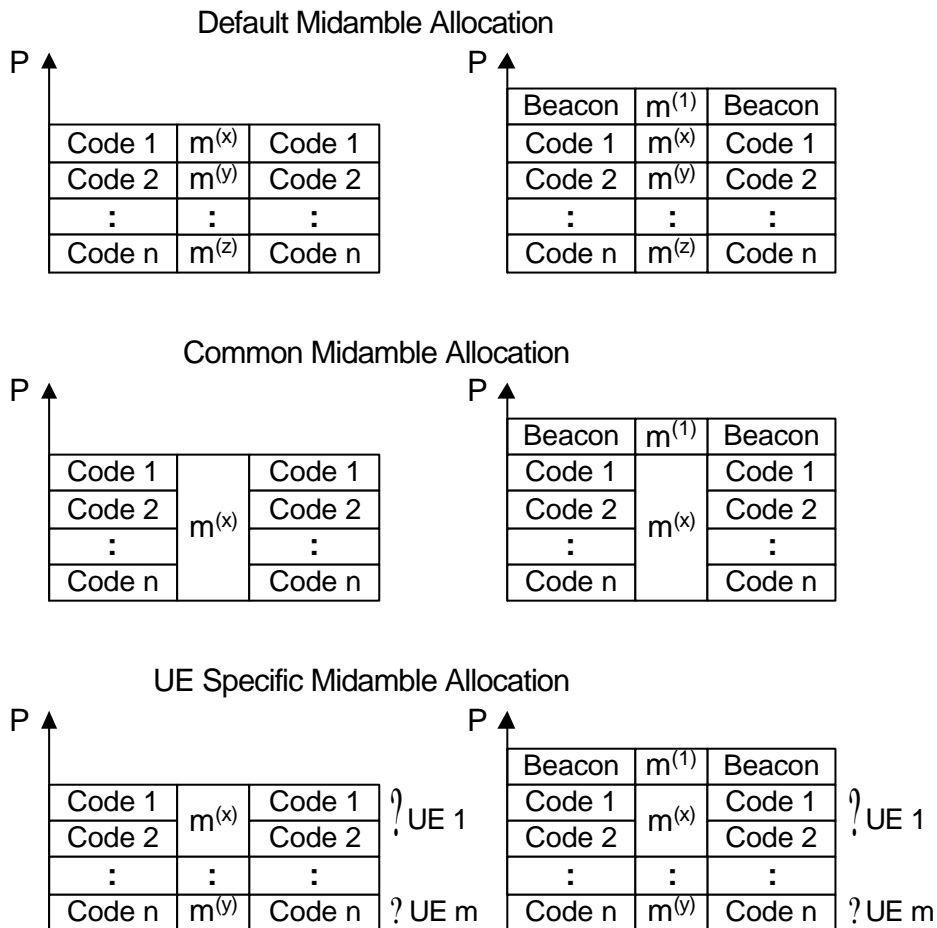 Default Midamble Allocation
P P
Beacon m(1) Beacon
Code 1 m(x) Code 1 Code 1 m(x) Code 1
Code 2 m(y) Code 2 Code 2 m(y) Code 2
: : : : : :
Code n m(z) Code n Code n m(z) Code n
Common Midamble Allocation
P P
Beacon m(1) Beacon
Code 1 Code 1 Code 1 Code 1
Code 2 m(x) Code 2 Code 2 m(x) Code 2
: : : :
Code n Code n Code n Code n
UE Specific Midamble Allocation
P P
Beacon m(1) Beacon
Code 1 m(x) Code 1 ? UE 1 Code 1 m(x) Code 1 ? UE 1
Code 2 Code 2 Code 2 Code 2
: : : : : :
Code n m(y) Code n ? UE m Code n m(y) Code n ? UE m